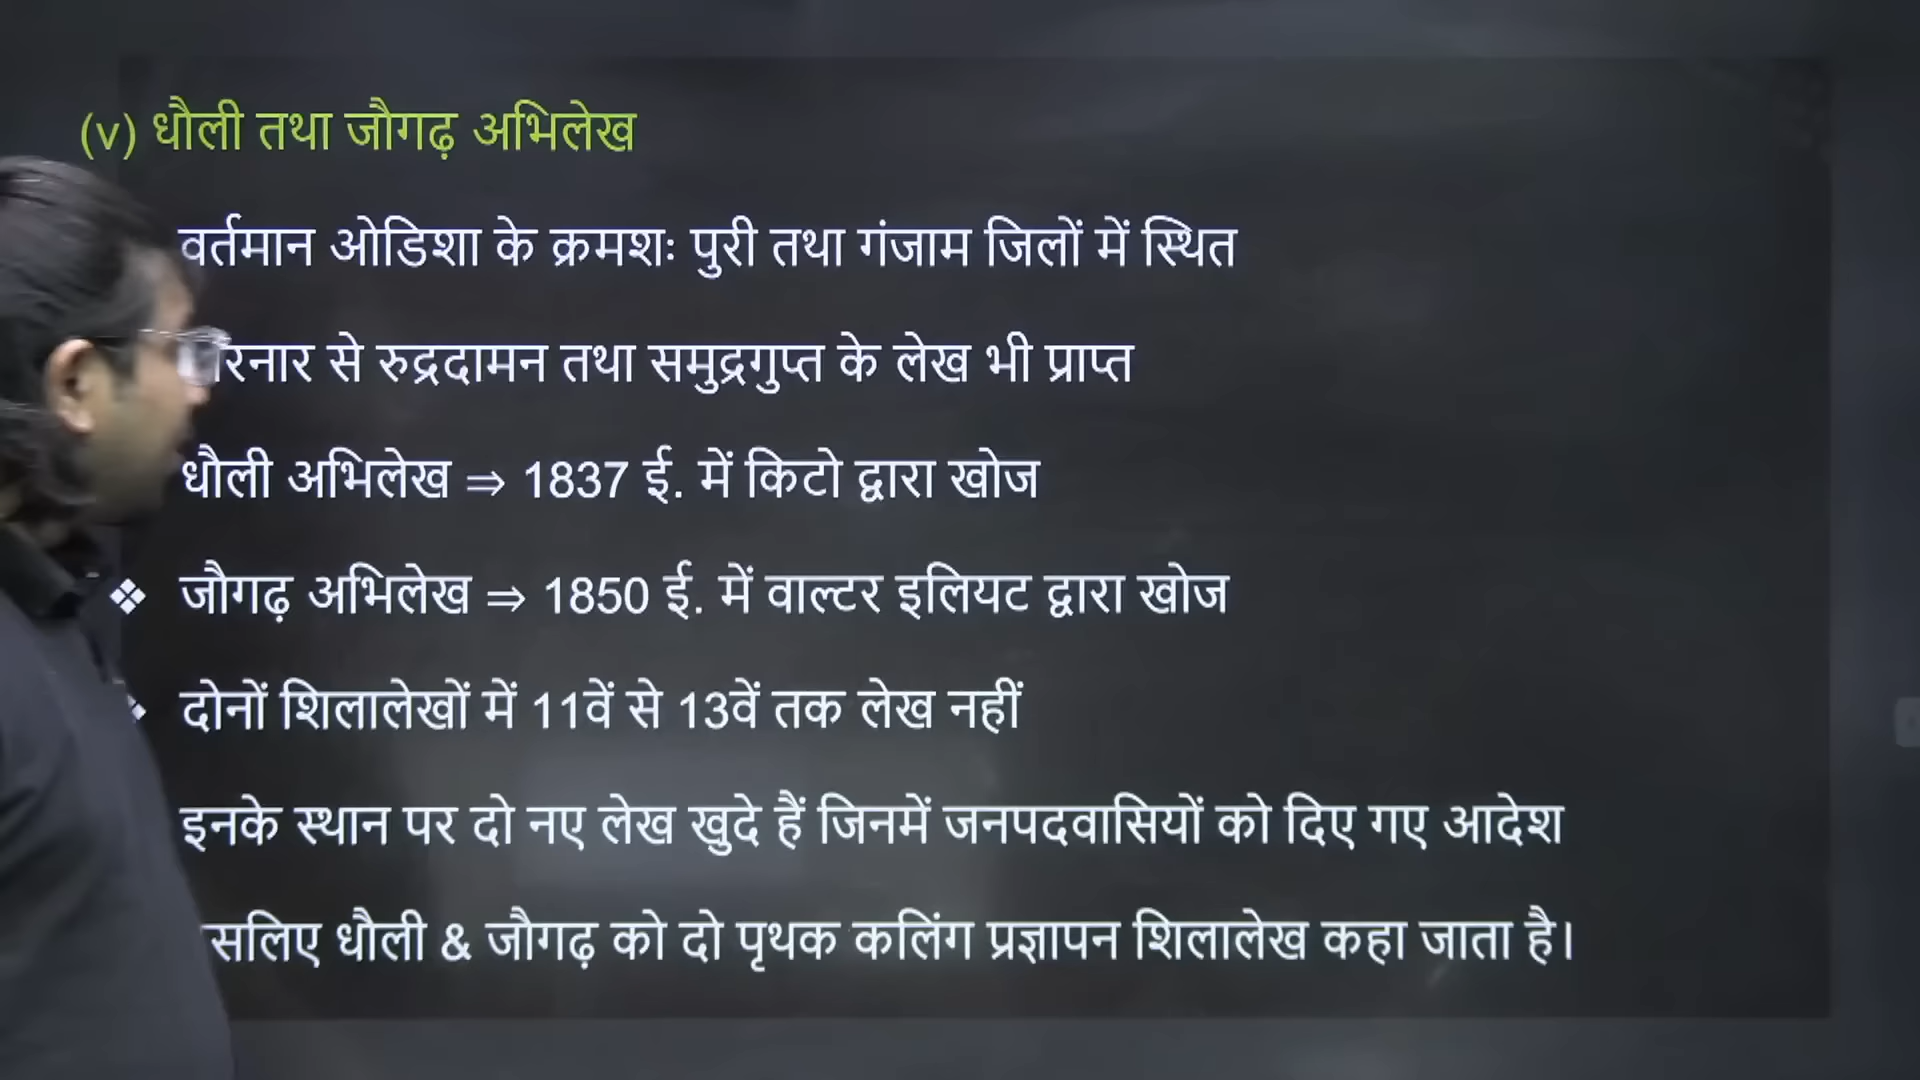 (v) धौली तथा जौगढ़ अभिलेख
वर्तमान ओडिशा के क्रमशः पुरी तथा गंजाम जिलों में स्थित
रनार से रुद्रदामन तथा समुद्रगुप्त के लेख भी प्राप्त
धौली अभिलेख ⇒ 1837 ई. में किटो द्वारा खोज
❖ जौगढ़ अभिलेख ⇒ 1850 ई. में वाल्टर इलियट द्वारा खोज
दोनों शिलालेखों में 11वें से 13वें तक लेख नहीं
इनके स्थान पर दो नए लेख खुदे हैं जिनमें जनपदवासियों को दिए गए आदेश
सलिए धौली & जौगढ़ को दो पृथक कलिंग प्रज्ञापन शिलालेख कहा जाता है।